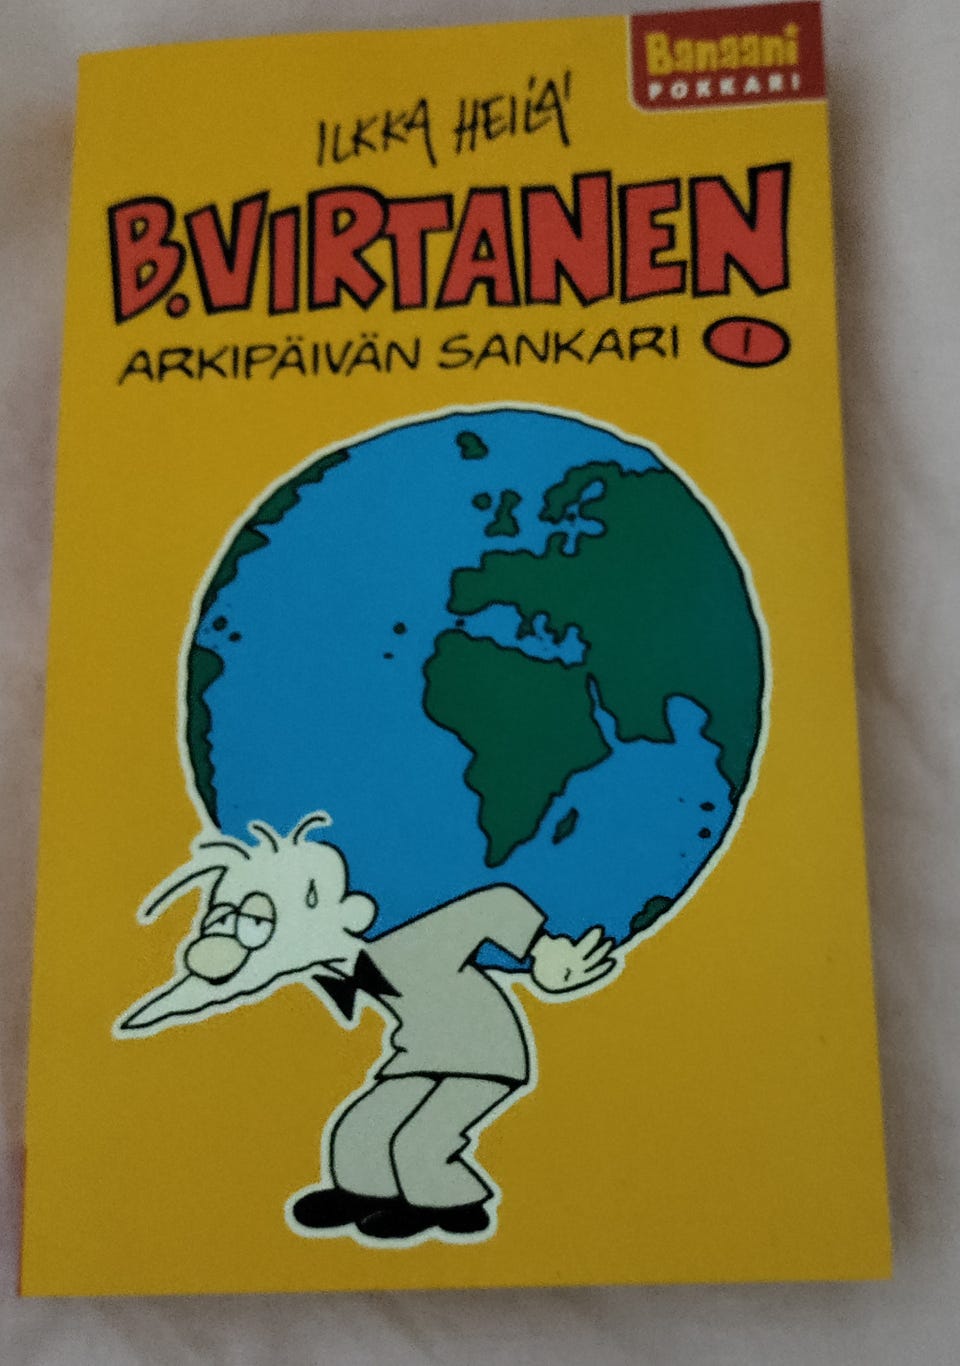 Banaani
POKKARI
ILKKA HEILÄ
B.VIRTANEN
ARKIPÄIVÄN SANKARI 1